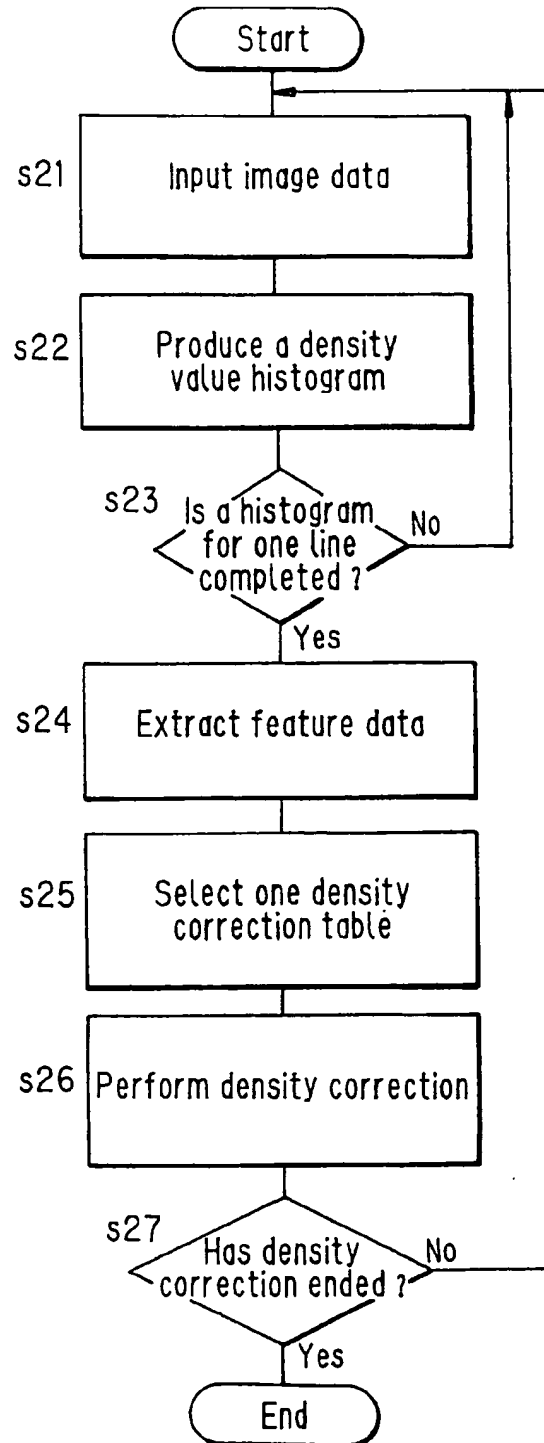 Start
s21
Input image data
s22
Produce a density
value histogram
s23
Is a histogram
for one line
completed ?
No
Yes
s24
Extract feature data
s25
Select one density
correction table
s26
Perform density correction
s27
Has density
correction ended ?
No
Yes
End